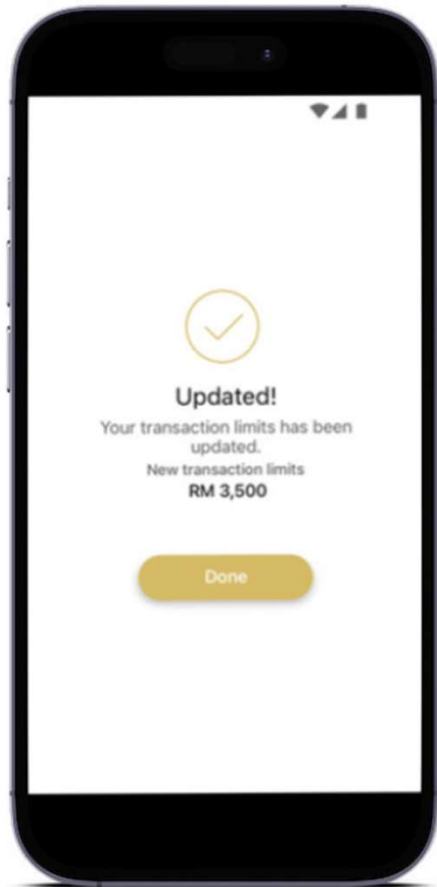 Updated!
Your transaction limits has been
updated.
New transaction limits
RM 3,500
Done